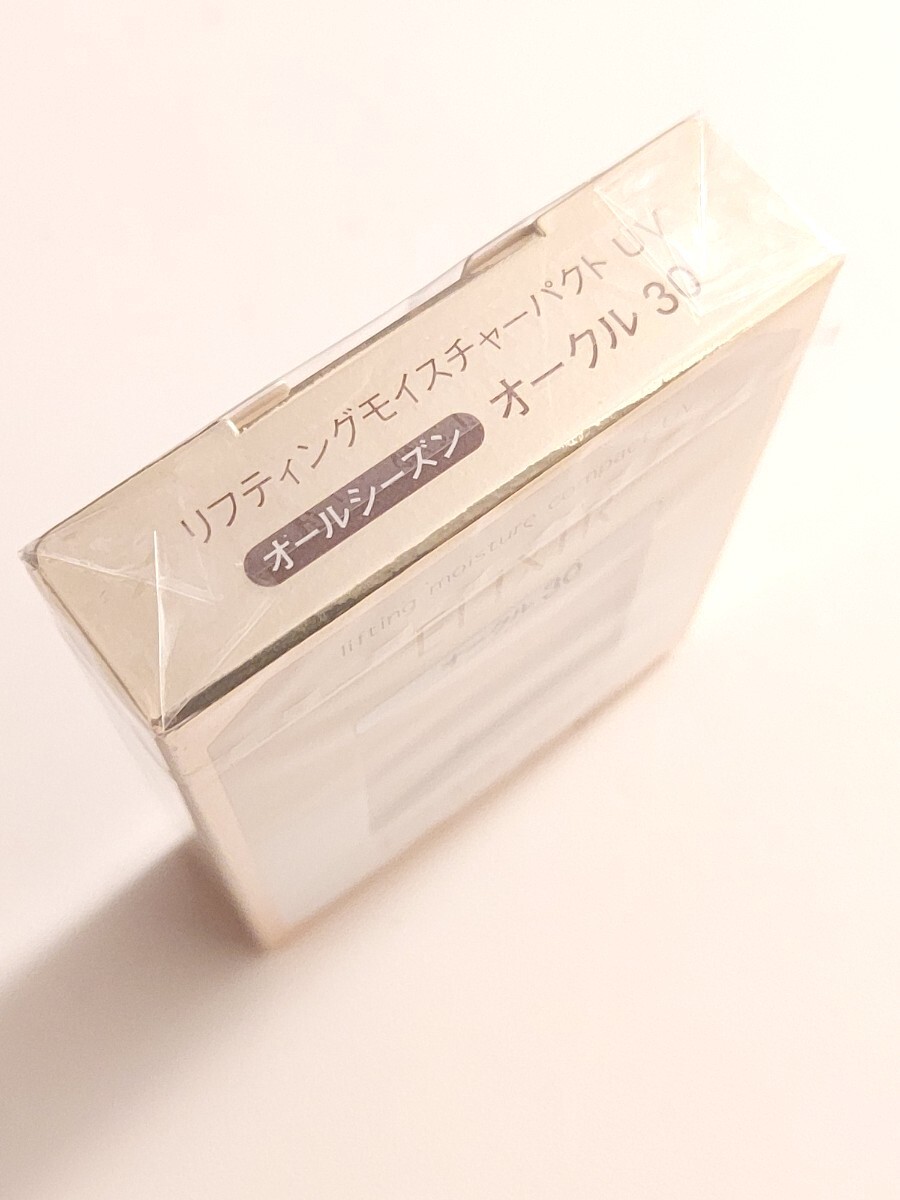 リフティングモイスチャーパクト UV
オールシーズン オークル 30
lifting moisture compact UV
ELIXIR
オークル 30